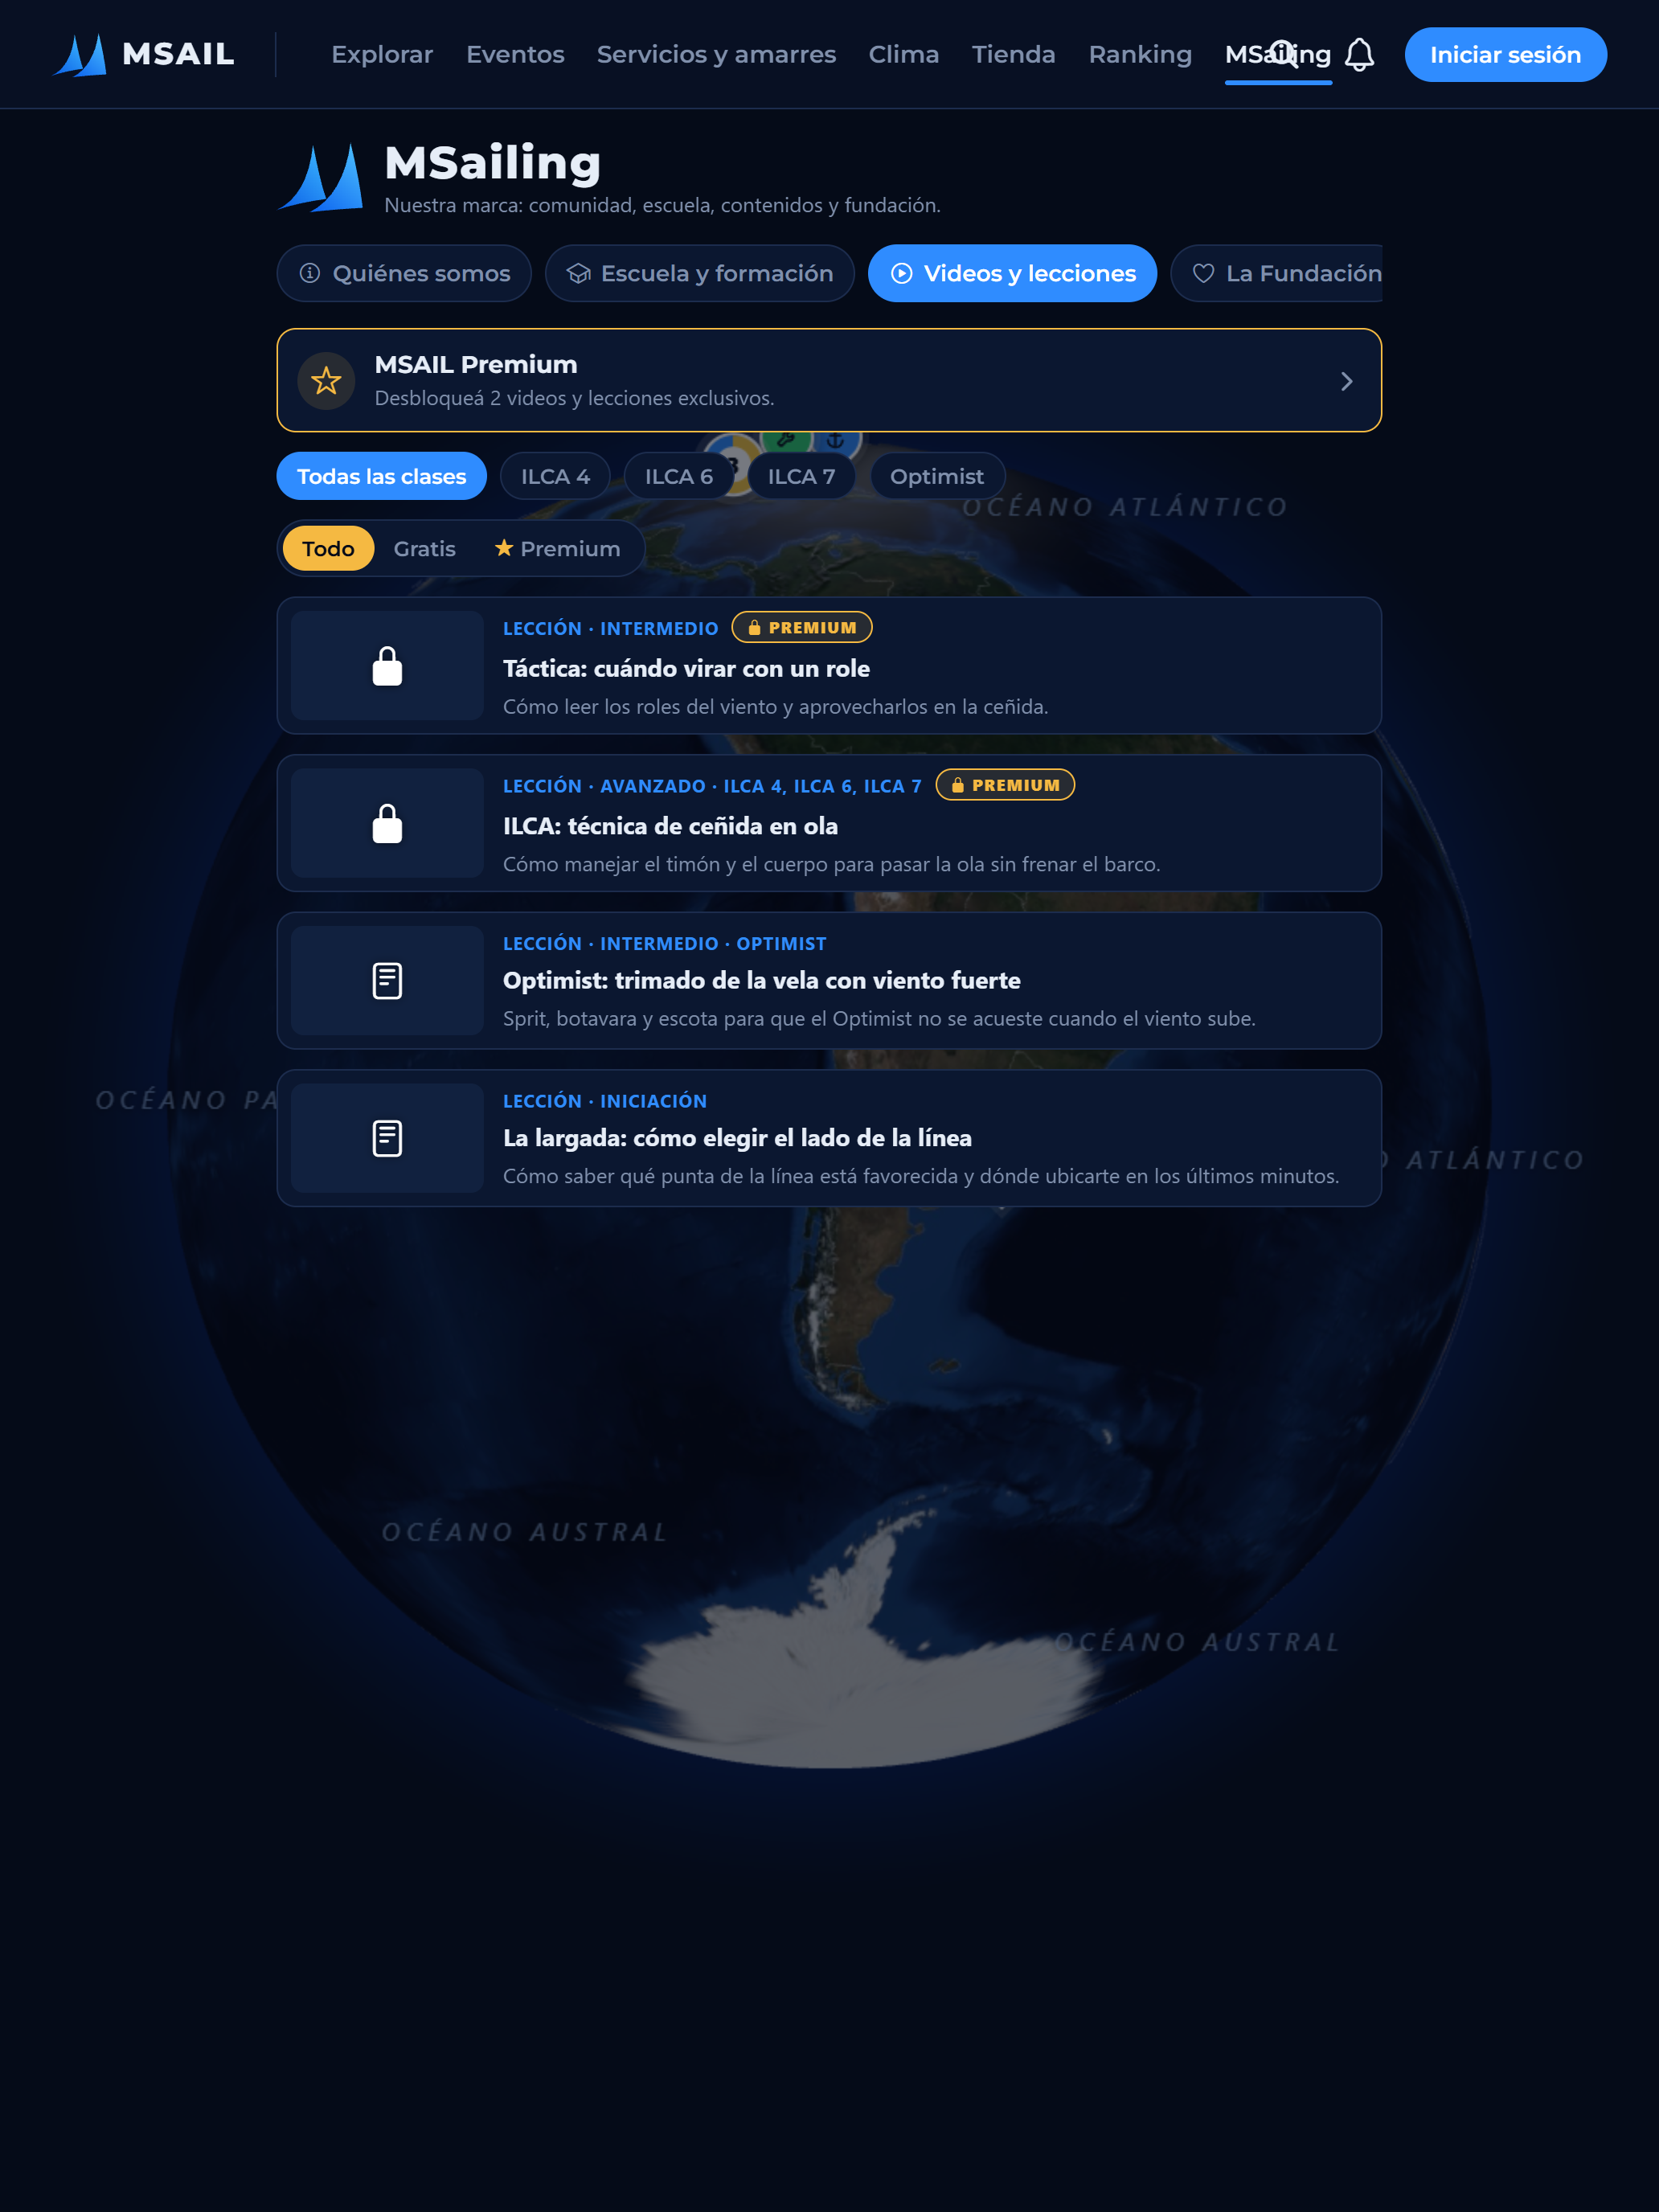 MSAIL
Explorar
Eventos
Servicios y amarres
Clima
Tienda
Ranking
MSailing
Iniciar sesión
MSailing
Nuestra marca: comunidad, escuela, contenidos y fundación.
Quiénes somos
Escuela y formación
Videos y lecciones
La Fundación
MSAIL Premium
Desbloqueá 2 videos y lecciones exclusivos.
Todas las clases
ILCA 4
ILCA 6
ILCA 7
Optimist
OCÉANO ATLÁNTICO
Todo
Gratis
Premium
LECCIÓN · INTERMEDIO
PREMIUM
Táctica: cuándo virar con un role
Cómo leer los roles del viento y aprovecharlos en la ceñida.
LECCIÓN · AVANZADO · ILCA 4, ILCA 6, ILCA 7
PREMIUM
ILCA: técnica de ceñida en ola
Cómo manejar el timón y el cuerpo para pasar la ola sin frenar el barco.
LECCIÓN · INTERMEDIO · OPTIMIST
Optimist: trimado de la vela con viento fuerte
Sprit, botavara y escota para que el Optimist no se acueste cuando el viento sube.
OCÉANO PA
LECCIÓN · INICIACIÓN
La largada: cómo elegir el lado de la línea
Cómo saber qué punta de la línea está favorecida y dónde ubicarte en los últimos minutos.
ATLÁNTICO
OCÉANO AUSTRAL
OCÉANO AUSTRAL